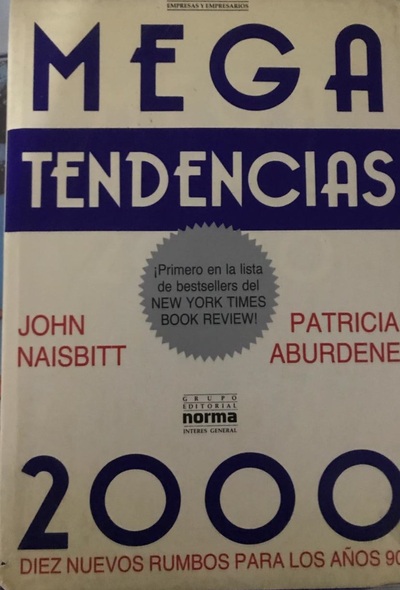 EMPRESAS Y EMPRESARIOS
MEGA
TENDENCIAS
¡Primero en la lista
de bestsellers del
NEW YORK TIMES
BOOK REVIEW!
JOHN
NAISBITT
PATRICIA
ABURDENE
GRUPO
EDITORIAL
norma
INTERES GENERAL
2000
DIEZ NUEVOS RUMBOS PARA LOS AÑOS 90